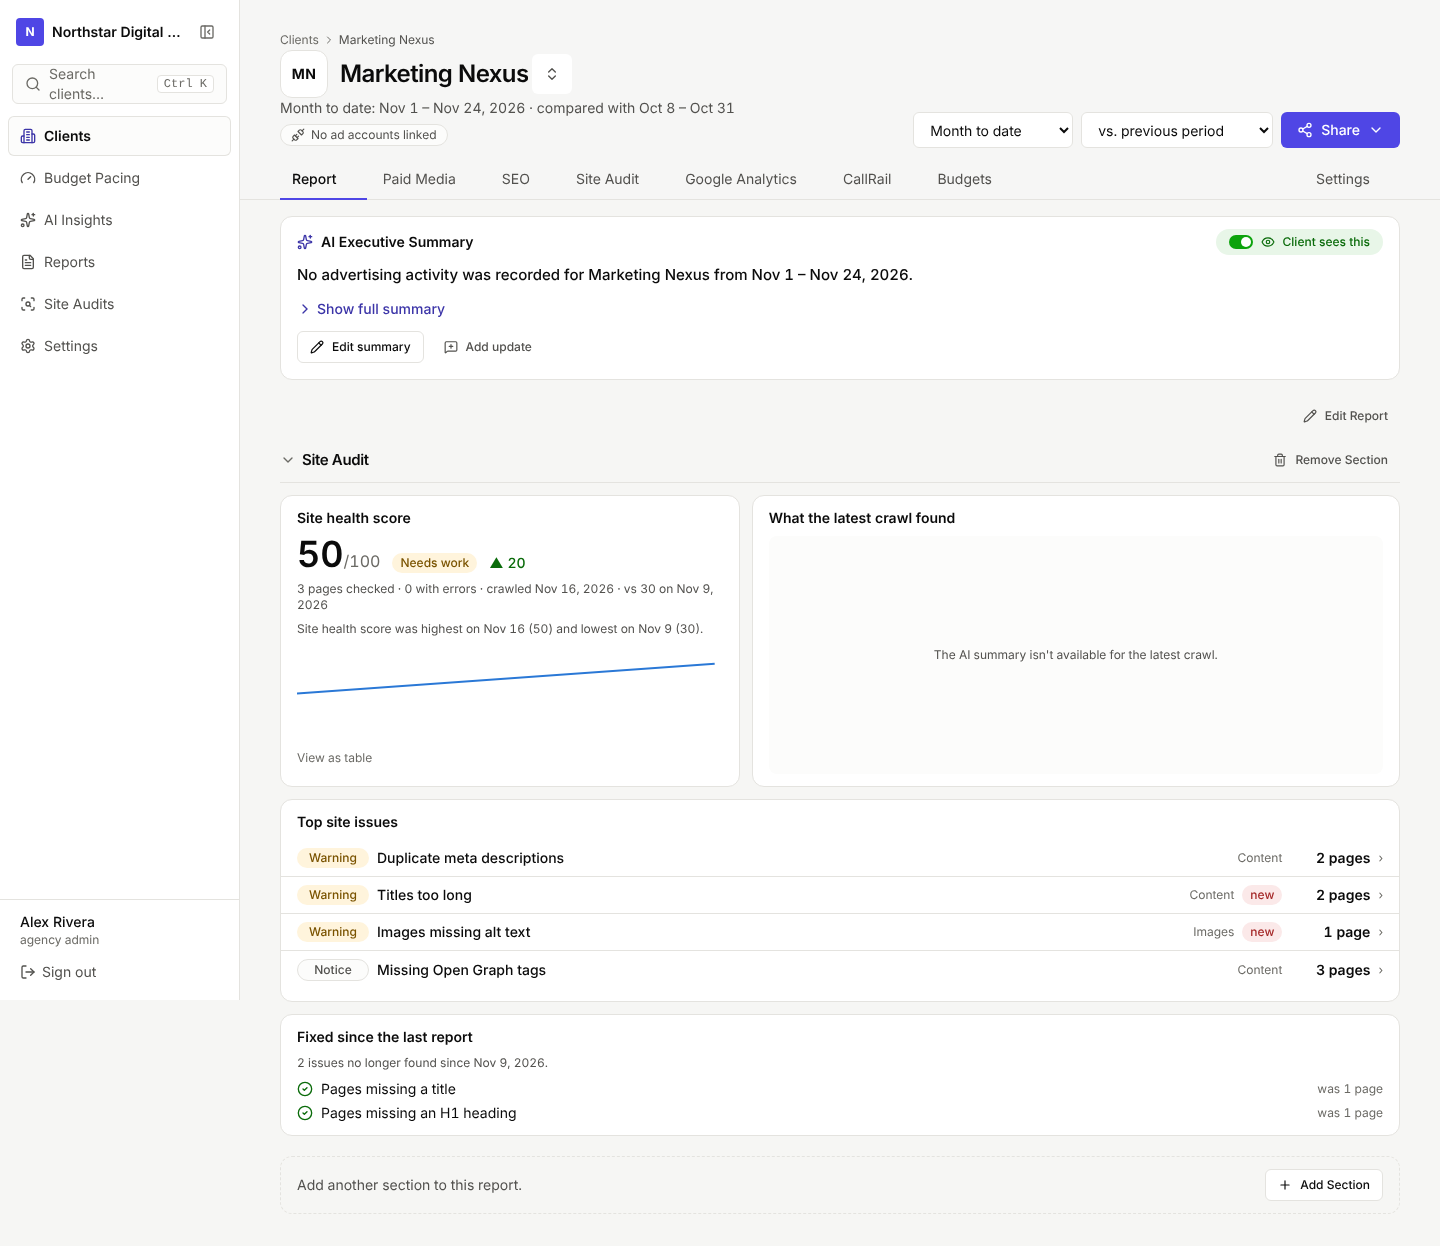 N
Northstar Digital ...
Search clients...
Ctrl K
Clients
Budget Pacing
AI Insights
Reports
Site Audits
Settings
Alex Rivera
agency admin
Sign out
Clients
Marketing Nexus
MN
Marketing Nexus
Month to date: Nov 1 – Nov 24, 2026 · compared with Oct 8 – Oct 31
No ad accounts linked
Month to date
vs. previous period
Share
Report
Paid Media
SEO
Site Audit
Google Analytics
CallRail
Budgets
Settings
AI Executive Summary
Client sees this
No advertising activity was recorded for Marketing Nexus from Nov 1 – Nov 24, 2026.
Show full summary
Edit summary
Add update
Edit Report
Site Audit
Remove Section
Site health score
50/100
Needs work
▲ 20
3 pages checked · 0 with errors · crawled Nov 16, 2026 · vs 30 on Nov 9,
2026
Site health score was highest on Nov 16 (50) and lowest on Nov 9 (30).
View as table
What the latest crawl found
The AI summary isn't available for the latest crawl.
Top site issues
Warning Duplicate meta descriptions Content 2 pages ›
Warning Titles too long Content new 2 pages ›
Warning Images missing alt text Images new 1 page ›
Notice Missing Open Graph tags Content 3 pages ›
Fixed since the last report
2 issues no longer found since Nov 9, 2026.
Pages missing a title was 1 page
Pages missing an H1 heading was 1 page
Add another section to this report.
Add Section